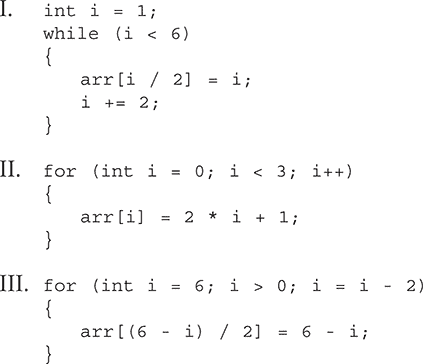 I. int i = 1;
while (i < 6)
{
arr[i / 2] = i;
i += 2;
}
II. for (int i = 0; i < 3; i++)
{
arr[i] = 2 * i + 1;
}
III. for (int i = 6; i > 0; i = i - 2)
{
arr[(6 - i) / 2] = 6 - i;
}